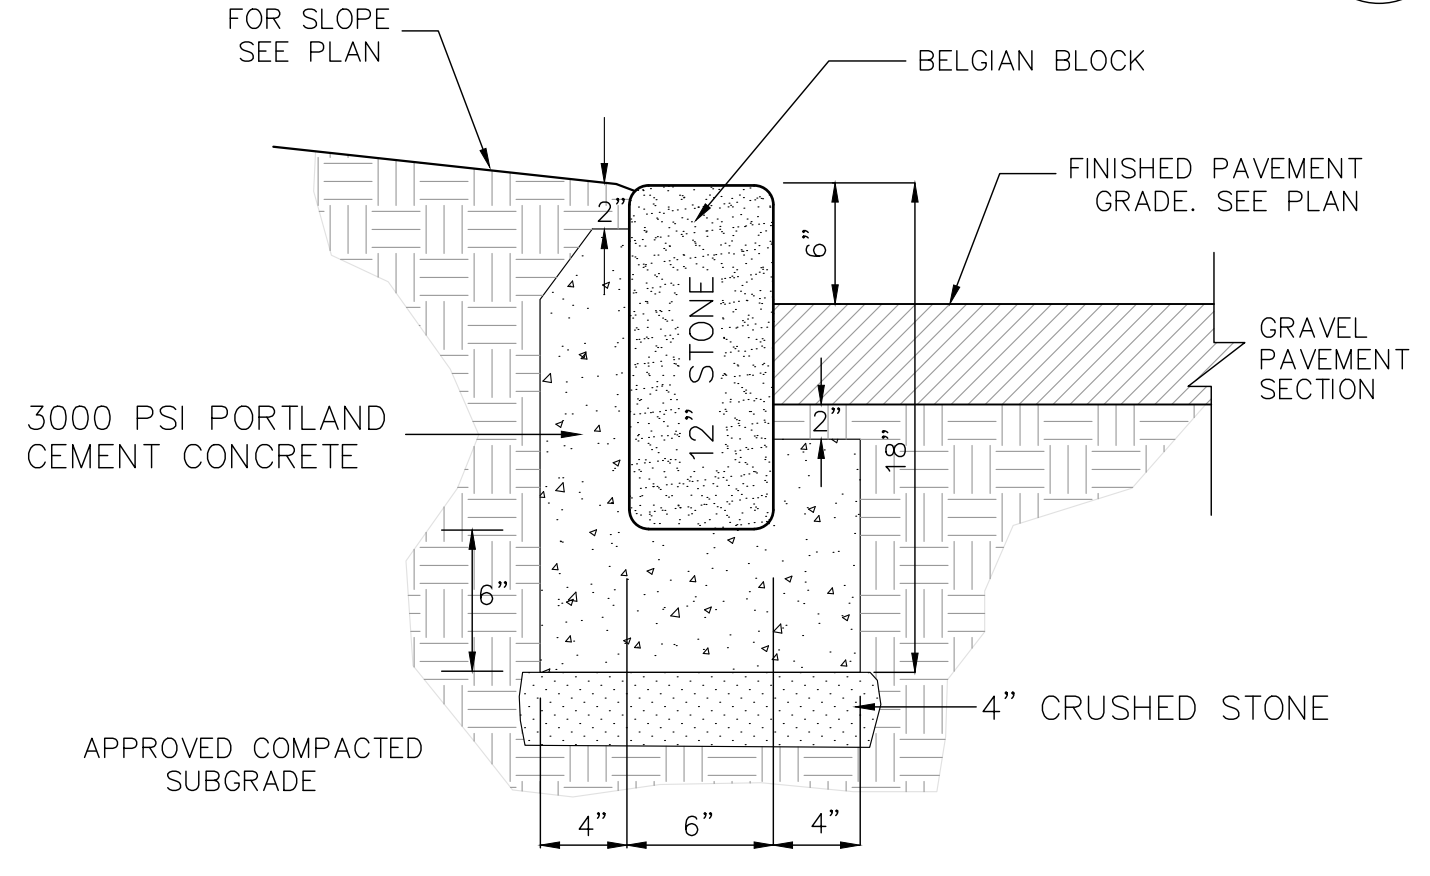 FOR SLOPE
SEE PLAN
BELGIAN BLOCK
FINISHED PAVEMENT
GRADE. SEE PLAN
2”
6”
GRAVEL
PAVEMENT
SECTION
12” STONE
3000 PSI PORTLAND
CEMENT CONCRETE
2”
18”
6”
4” CRUSHED STONE
APPROVED COMPACTED
SUBGRADE
4”
6”
4”